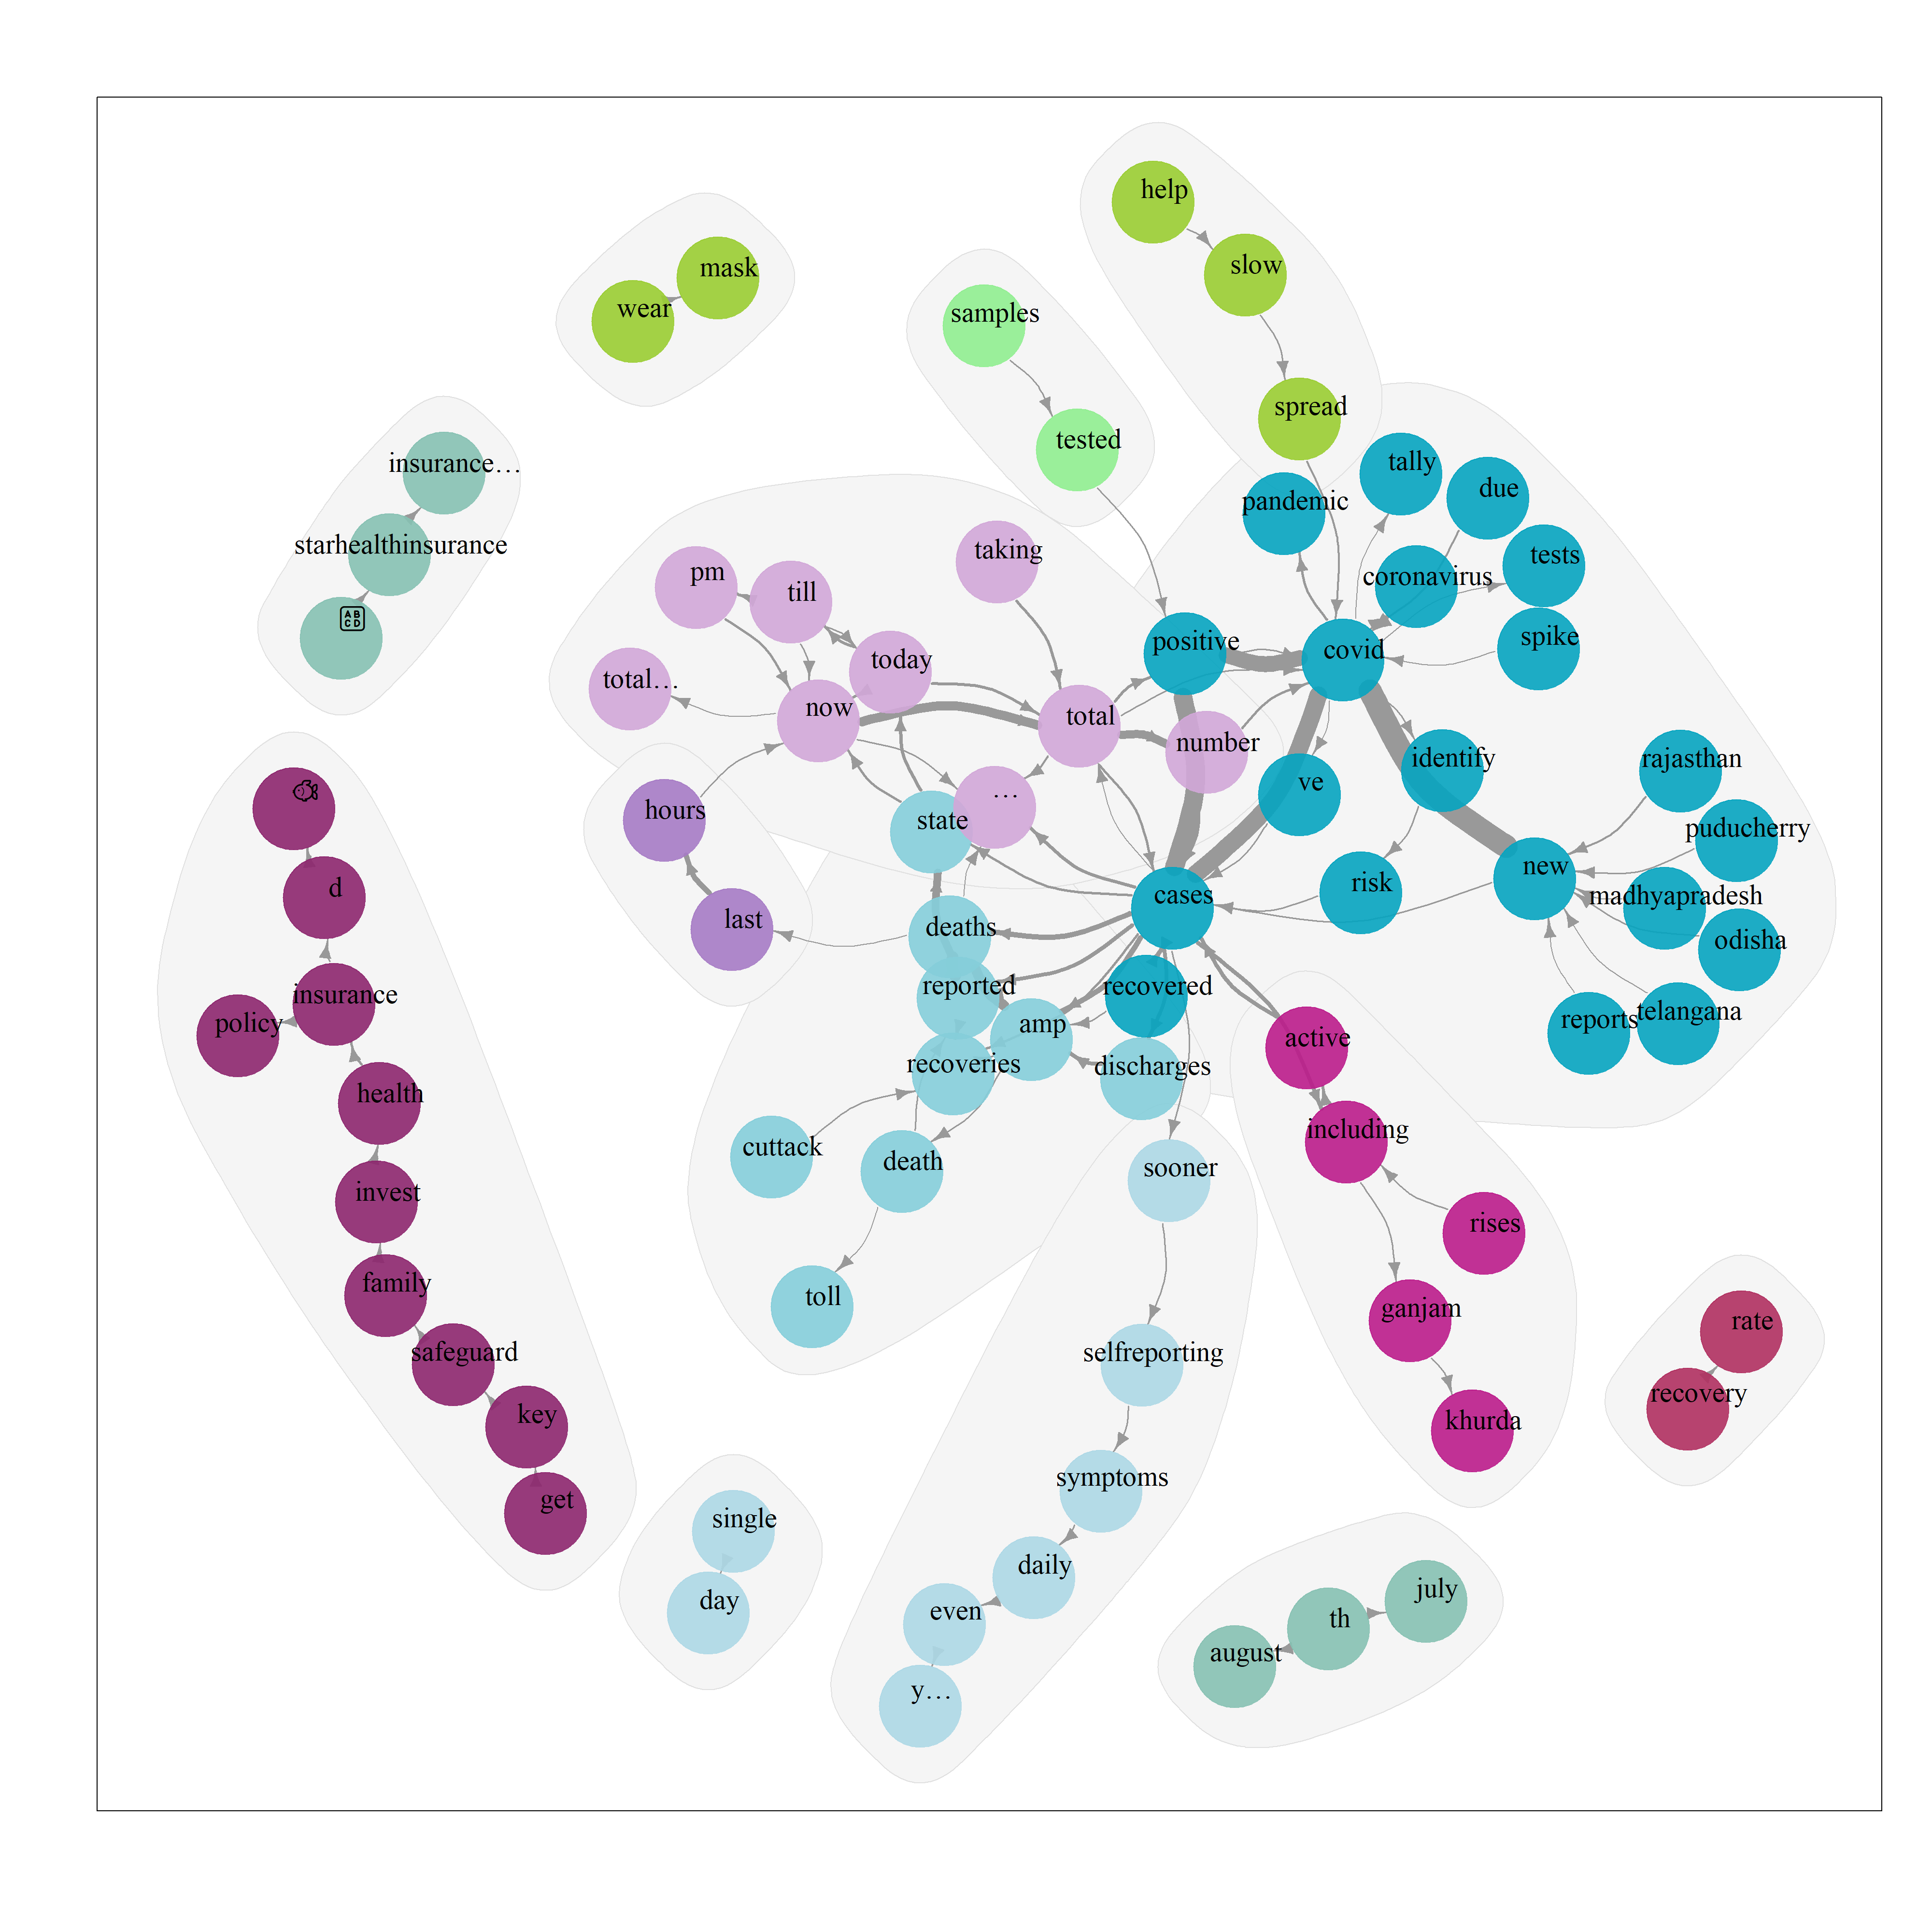 help
slow
mask
wear
samples
spread
tested
tally
insurance…
due
pandemic
starhealthinsurance
taking
tests
pm
coronavirus
till
🔠
spike
positive
covid
today
total…
now
total
number
identify
rajasthan
ve
…
🐡
hours
state
puducherry
new
risk
d
cases
madhyapradesh
last
deaths
odisha
reported
recovered
insurance
telangana
reports
policy
amp
active
recoveries
discharges
health
including
cuttack
death
sooner
invest
rises
family
toll
ganjam
rate
safeguard
selfreporting
recovery
key
khurda
symptoms
get
single
daily
july
day
even
th
august
y…